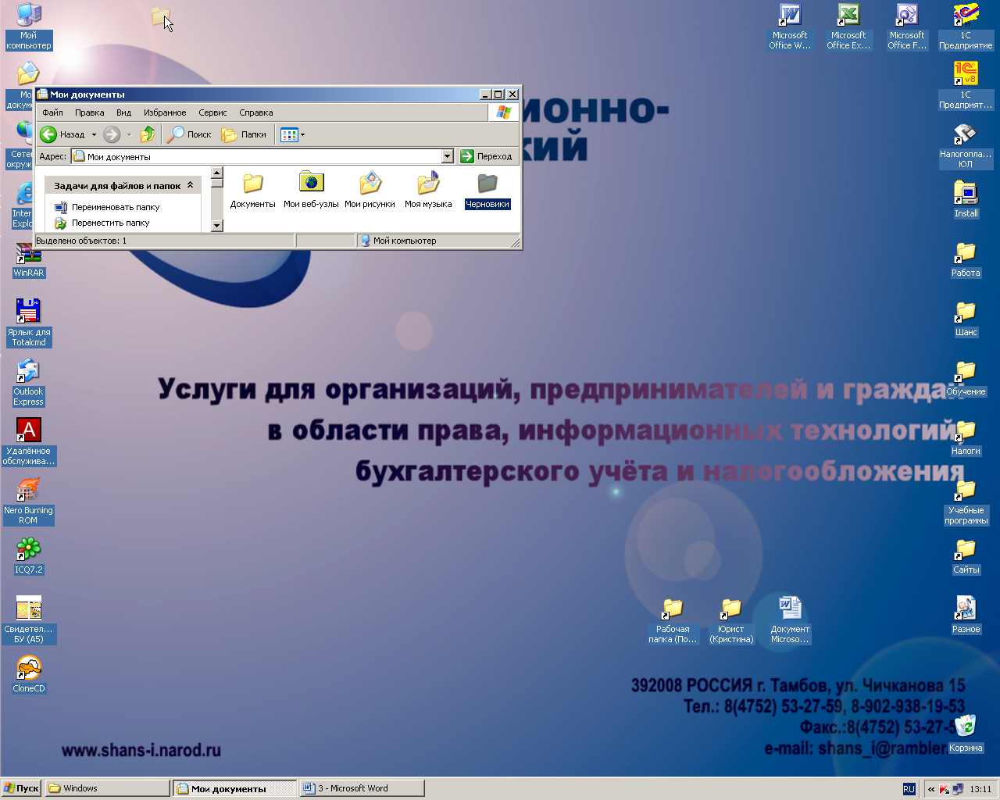 Мой
компьютер
Microsoft
Office W...
Microsoft
Office Ex...
Microsoft
Office F...
1С
Предприятие
Мо
докум
1С
Предприят...
Мои документы
Файл Правка Вид Избранное Сервис Справка
Назад Поиск Папки
Адрес: Мои документы Переход
Задачи для файлов и папок
Переименовать папку
Переместить папку
Документы Мои веб-узлы Мои рисунки Моя музыка Черновики
Выделено объектов: 1 Мой компьютер
ионно-
кий
Сете
окруж
Налогопла...
ЮЛ
Inter
Explo
Install
WinRAR
Работа
Ярлык для
Totalcmd
Шанс
Outlook
Express
Обучение
Услуги для организаций, предпринимателей и граждан
в области права, информационных технологий,
бухгалтерского учёта и налогообложения
Удалённое
обслужива...
Налоги
Nero Burning
ROM
Учебные
программы
ICQ7.2
Сайты
Свидетел...
БУ (А5)
Рабочая
папка (По...
Юрист
(Кристина)
Документ
Microso...
Разное
CloneCD
392008 РОССИЯ г. Тамбов, ул. Чичканова 15
Тел.: 8(4752) 53-27-59, 8-902-938-19-53
Факс.:8(4752) 53-27-5
e-mail: shans_i@rambler
Корзина
www.shans-i.narod.ru
Пуск Windows Мои документы 3 - Microsoft Word RU « 13:11